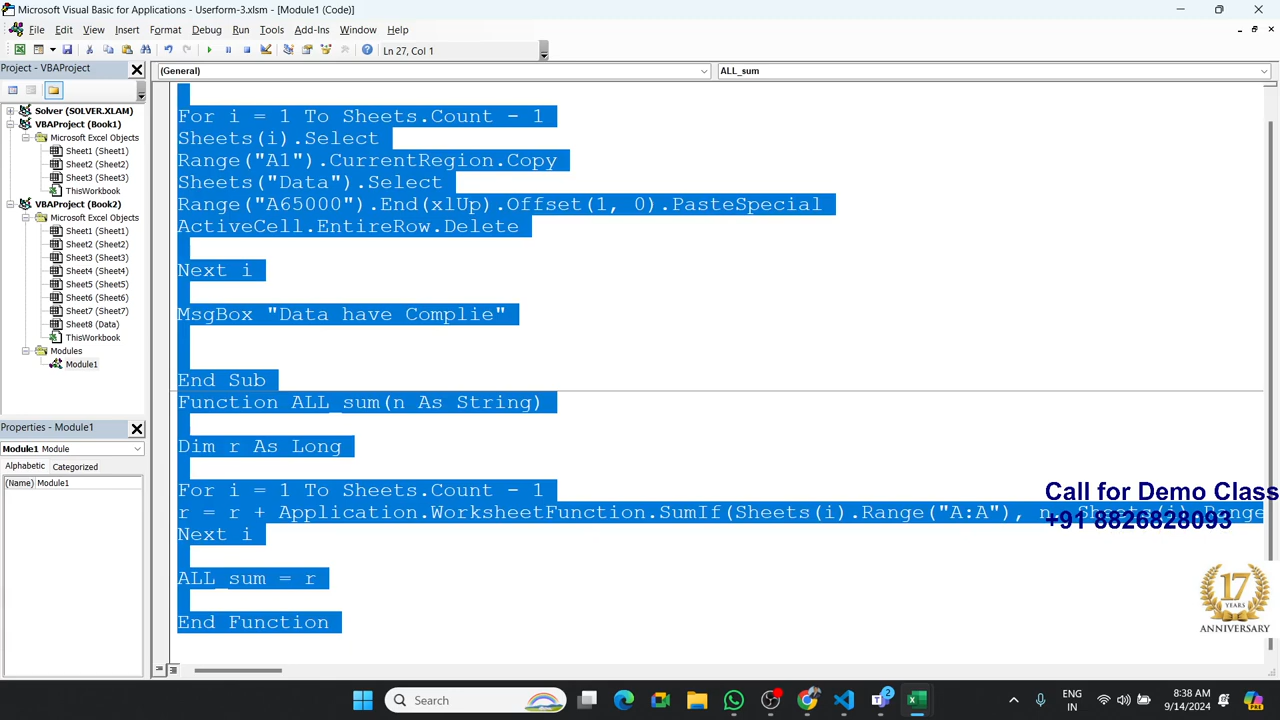 Microsoft Visual Basic for Applications - Userform-3.xlsm - [Module1 (Code)]
File Edit View Insert Format Debug Run Tools Add-Ins Window Help
Ln 27, Col 1
Project - VBAProject
(General)
ALL_sum
Solver (SOLVER.XLAM)
VBAProject (Book1)
Microsoft Excel Objects
Sheet1 (Sheet1)
Sheet2 (Sheet2)
Sheet3 (Sheet3)
ThisWorkbook
VBAProject (Book2)
Microsoft Excel Objects
Sheet1 (Sheet1)
Sheet2 (Sheet2)
Sheet3 (Sheet3)
Sheet4 (Sheet4)
Sheet5 (Sheet5)
Sheet6 (Sheet6)
Sheet7 (Sheet7)
Sheet8 (Data)
ThisWorkbook
Modules
Module1
Properties - Module1
Module1 Module
Alphabetic Categorized
(Name) Module1
For i = 1 To Sheets.Count - 1
Sheets(i).Select
Range("A1").CurrentRegion.Copy
Sheets("Data").Select
Range("A65000").End(xlUp).Offset(1, 0).PasteSpecial
ActiveCell.EntireRow.Delete
Next i
MsgBox "Data have Complie"
End Sub
Function ALL_sum(n As String)
Dim r As Long
For i = 1 To Sheets.Count - 1
r = r + Application.WorksheetFunction.SumIf(Sheets(i).Range("A:A"), n, Sheets(i).Range
Next i
ALL_sum = r
End Function
Call for Demo Class
+91 8826828093
17
YEARS
ANNIVERSARY
Search
2
ENG
IN
8:38 AM
9/14/2024